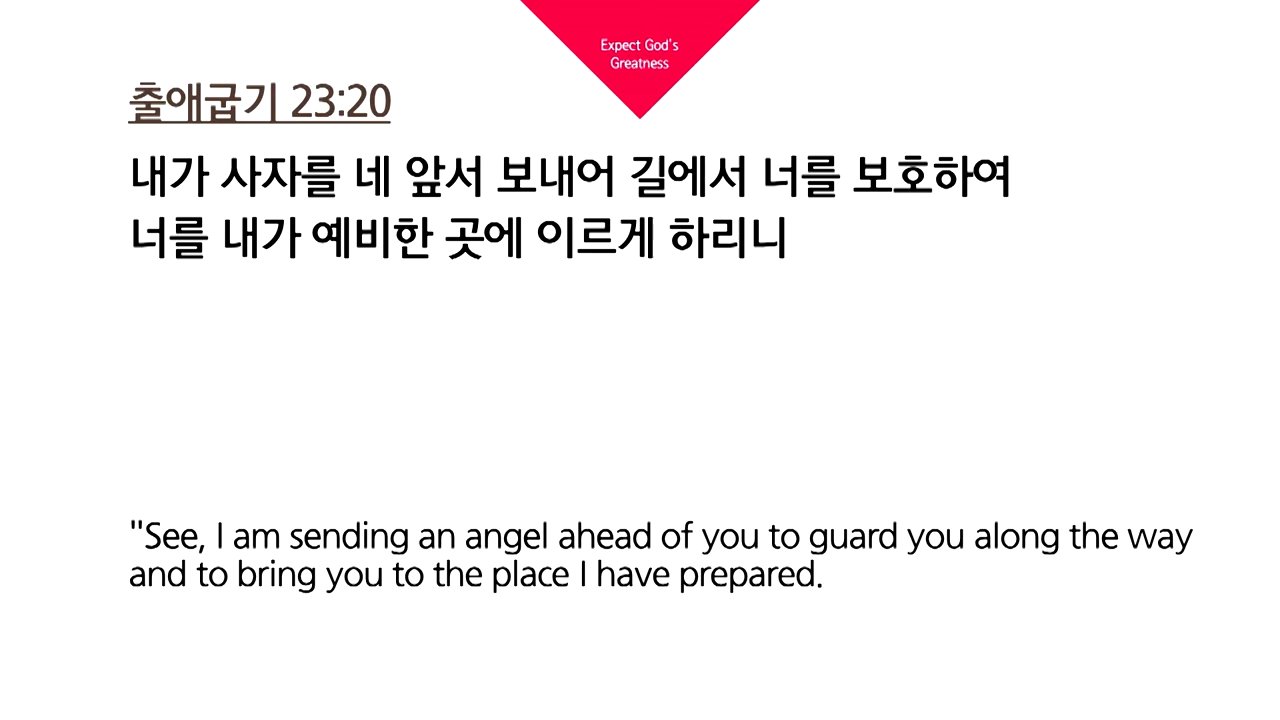 Expect God's
Greatness
출애굽기 23:20
내가 사자를 네 앞서 보내어 길에서 너를 보호하여
너를 내가 예비한 곳에 이르게 하리니
"See, I am sending an angel ahead of you to guard you along the way
and to bring you to the place I have prepared.